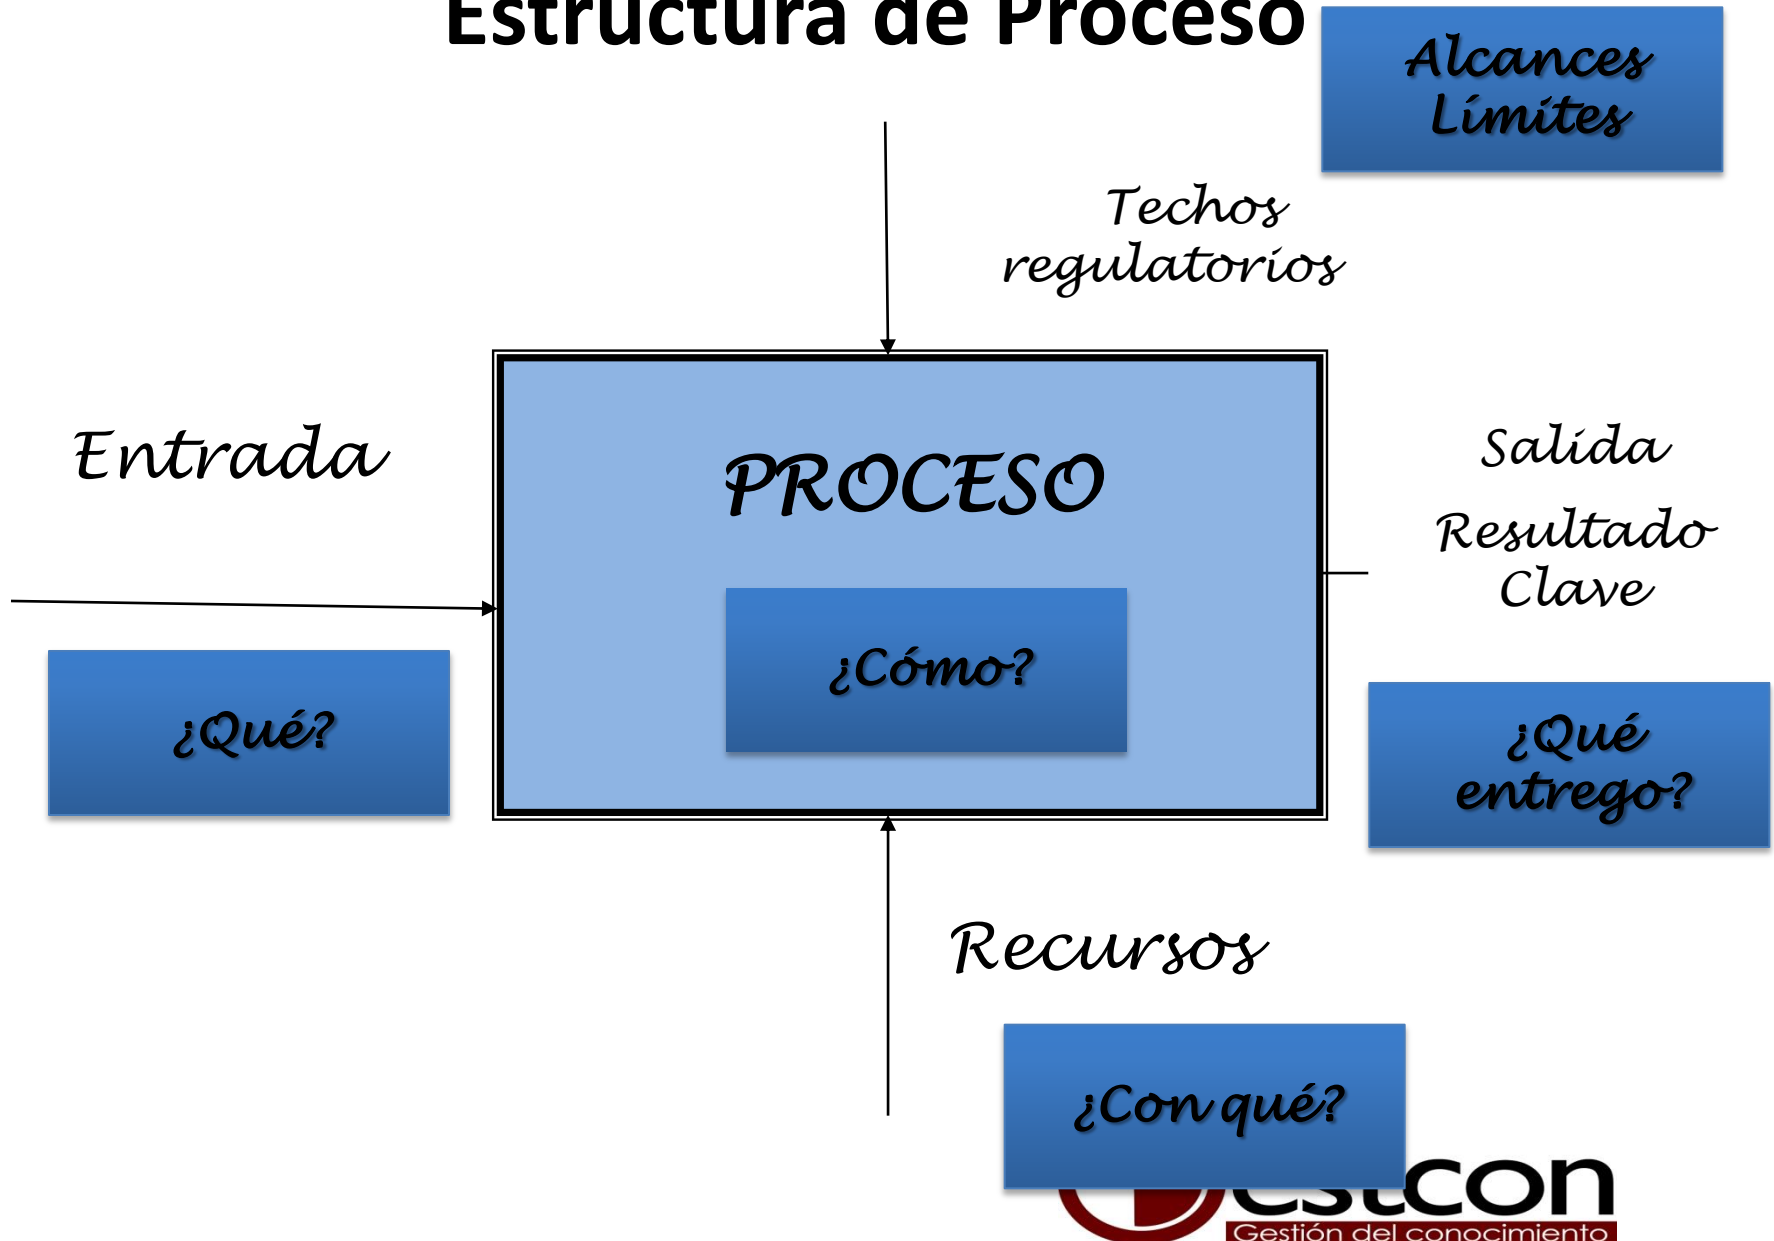 Estructura de Proceso
Alcances
Límites
Techos
regulatorios
Entrada
PROCESO
Salida
Resultado
Clave
¿Cómo?
¿Qué?
¿Qué
entrego?
Recursos
¿Con qué?
Gestión del conocimiento